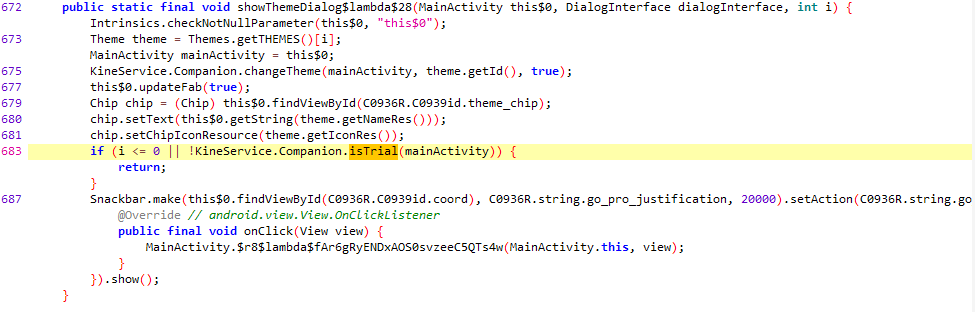 672 public static final void showThemeDialog$lambda$28(MainActivity this$0, DialogInterface dialogInterface, int i) {
Intrinsics.checkNotNullParameter(this$0, "this$0");
673 Theme theme = Themes.getTHEMES()[i];
MainActivity mainActivity = this$0;
675 KineService.Companion.changeTheme(mainActivity, theme.getId(), true);
677 this$0.updateFab(true);
679 Chip chip = (Chip) this$0.findViewById(C0936R.C0939id.theme_chip);
680 chip.setText(this$0.getString(theme.getNameRes()));
681 chip.setChipIconResource(theme.getIconRes());
683 if (i <= 0 || !KineService.Companion.isTrial(mainActivity)) {
return;
}
687 Snackbar.make(this$0.findViewById(C0936R.C0939id.coord), C0936R.string.go_pro_justification, 20000).setAction(C0936R.string.go
@Override // android.view.View.OnClickListener
public final void onClick(View view) {
MainActivity.$r8$lambda$fAr6gRyENDxAOS0svzeeC5QTs4w(MainActivity.this, view);
}
}).show();
}